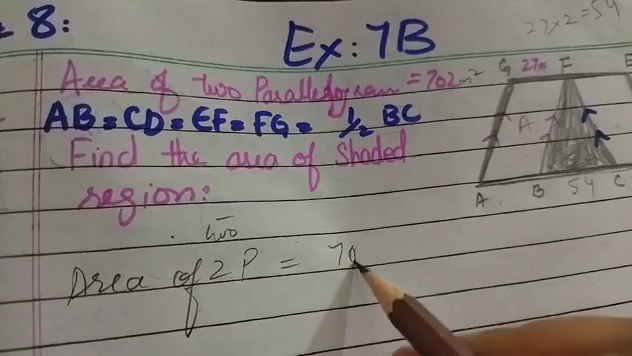 8:
27×2=54
Ex: 7B
Area of two Parallelogram = 702m²
AB = CD = EF = FG = 1/2 BC
Find the area of Shaded
region:
G 27m F E
A
A B 54 C
two
Area of 2 P = 70